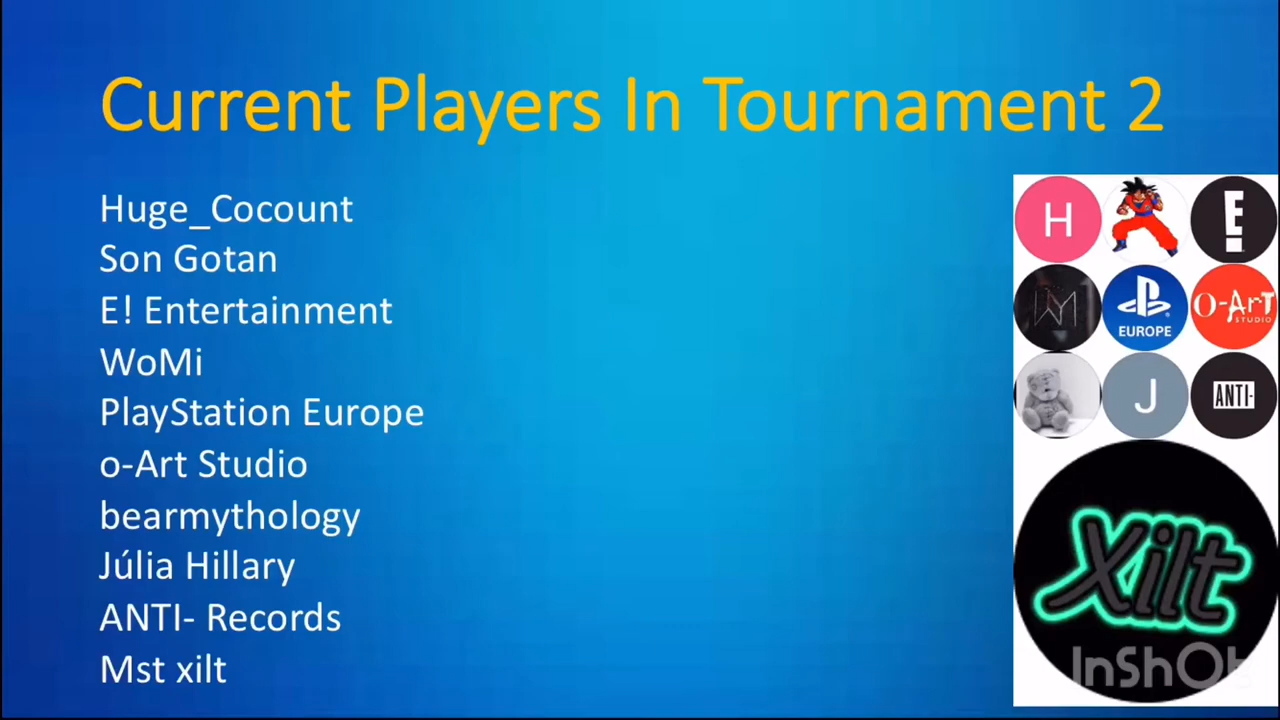 Current Players In Tournament 2
Huge_Cocount
Son Gotan
E! Entertainment
WoMi
PlayStation Europe
o-Art Studio
bearmythology
Júlia Hillary
ANTI- Records
Mst xilt
H
E!
WM
EUROPE
O-ArT
STUDIO
J
ANTI-
Xilt
InShOt